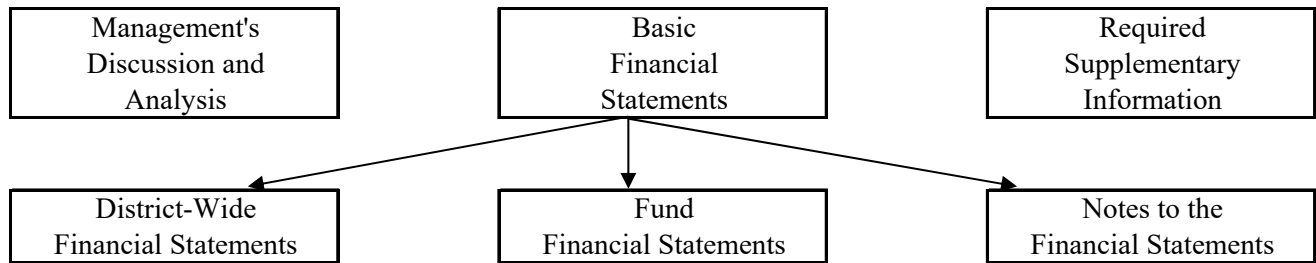 Management's
Discussion and
Analysis
Basic
Financial
Statements
Required
Supplementary
Information
District-Wide
Financial Statements
Fund
Financial Statements
Notes to the
Financial Statements